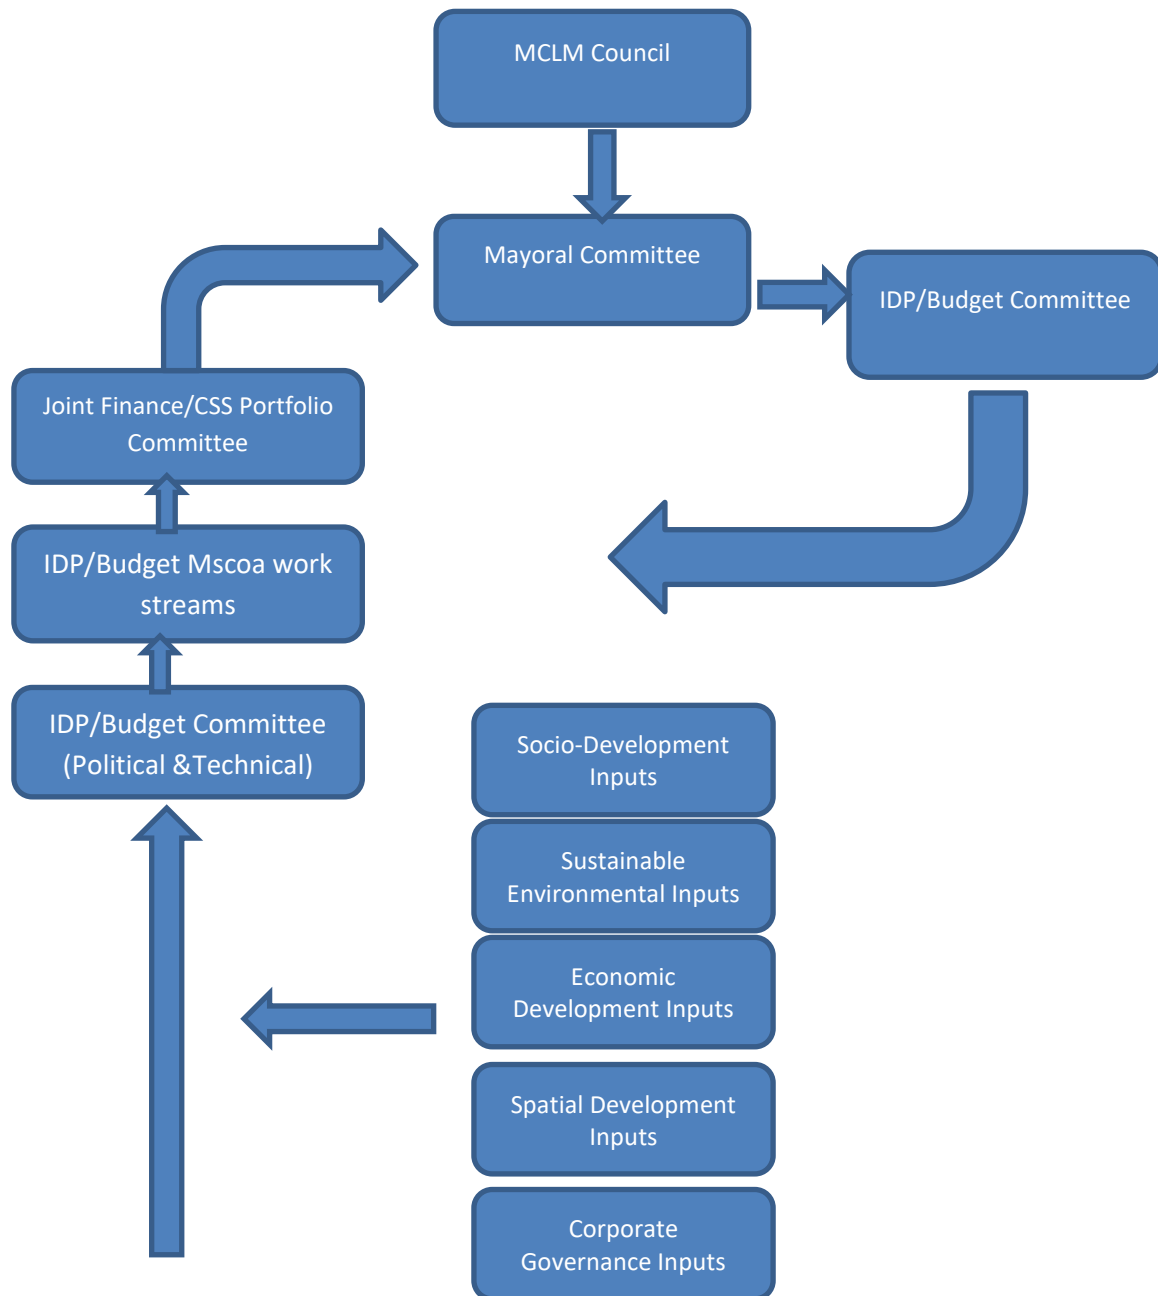 MCLM Council
Mayoral Committee
IDP/Budget Committee
Joint Finance/CSS Portfolio
Committee
IDP/Budget Mscoa work
streams
IDP/Budget Committee
(Political &Technical)
Socio-Development
Inputs
Sustainable
Environmental Inputs
Economic
Development Inputs
Spatial Development
Inputs
Corporate
Governance Inputs